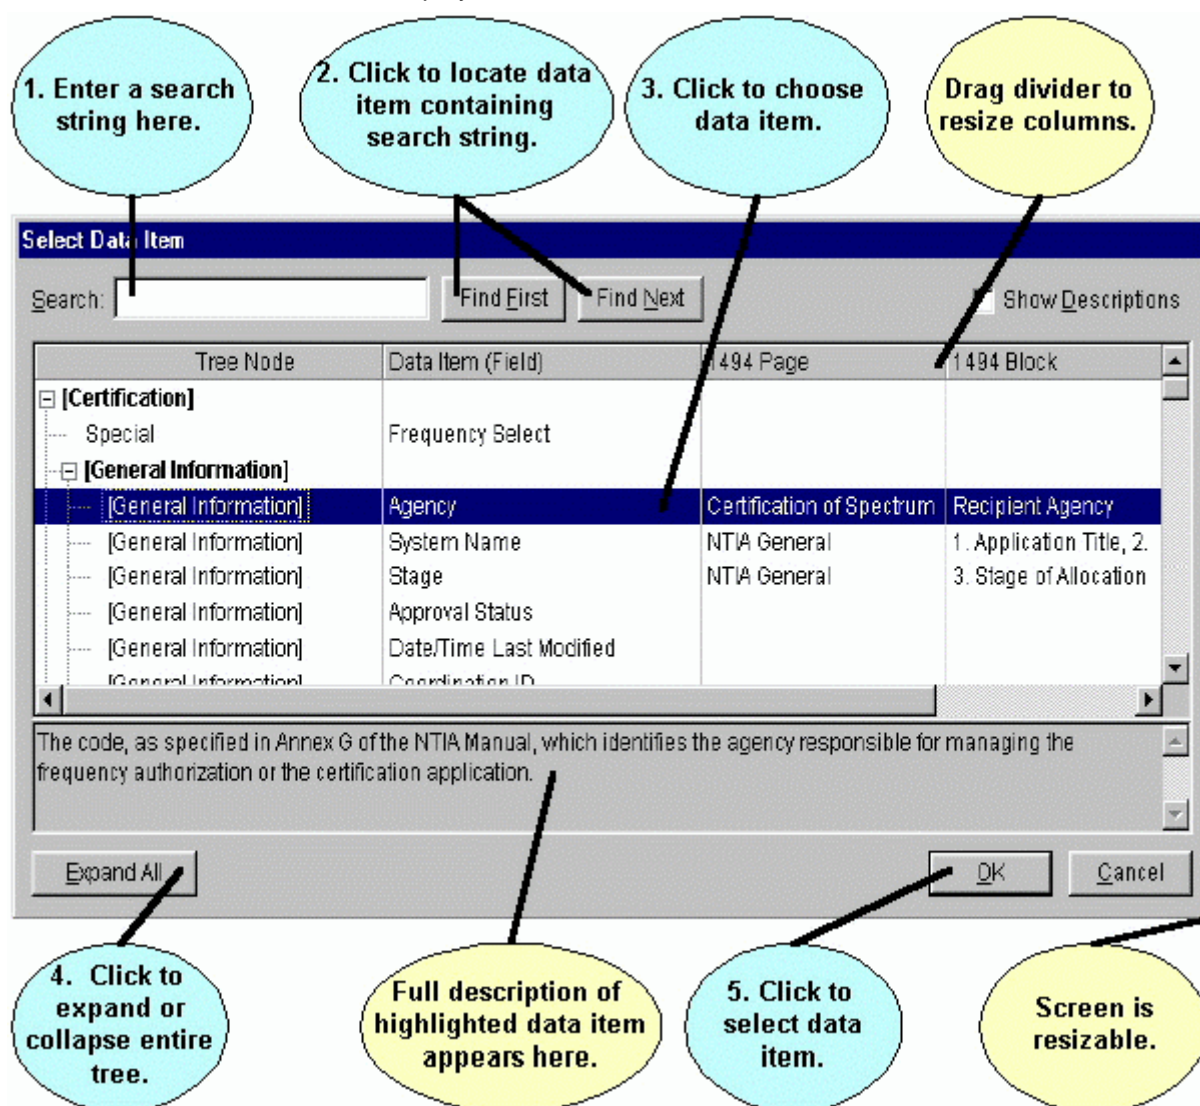 1. Enter a search
string here.
2. Click to locate data
item containing
search string.
3. Click to choose
data item.
Drag divider to
resize columns.
Select Data Item
Search:
Find First
Find Next
Show Descriptions
Tree Node Data Item (Field) 1494 Page 1494 Block
[Certification]
Special Frequency Select
[General Information]
[General Information] Agency Certification of Spectrum Recipient Agency
[General Information] System Name NTIA General 1. Application Title, 2.
[General Information] Stage NTIA General 3. Stage of Allocation
[General Information] Approval Status
[General Information] Date/Time Last Modified
[General Information] Coordination ID
The code, as specified in Annex G of the NTIA Manual, which identifies the agency responsible for managing the
frequency authorization or the certification application.
Expand All
OK
Cancel
4. Click to
expand or
collapse entire
tree.
Full description of
highlighted data item
appears here.
5. Click to
select data
item.
Screen is
resizable.